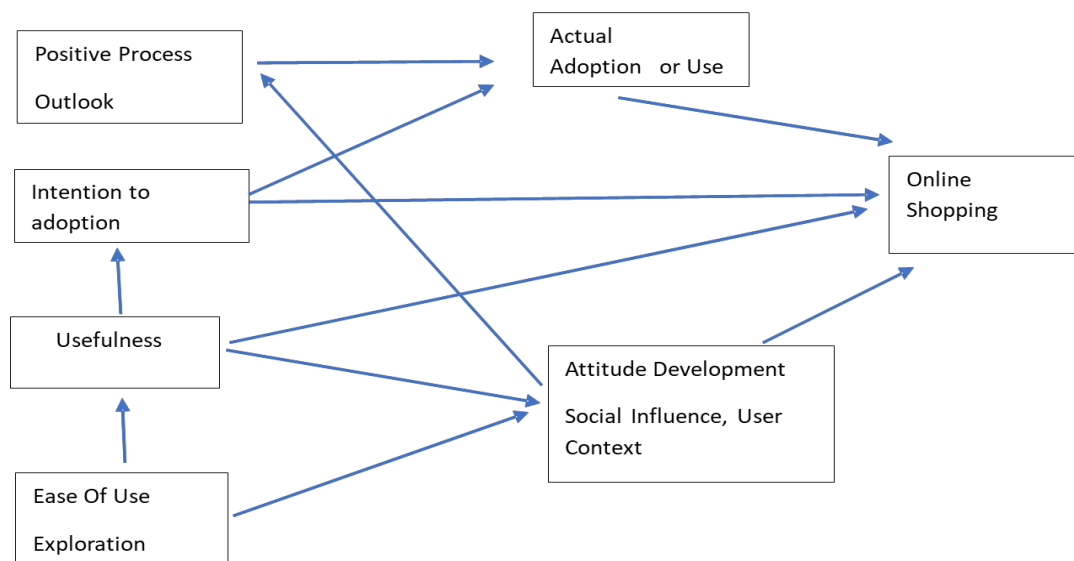 Positive Process
Outlook
Actual
Adoption or Use
Intention to
adoption
Online
Shopping
Usefulness
Attitude Development
Social Influence, User
Context
Ease Of Use
Exploration